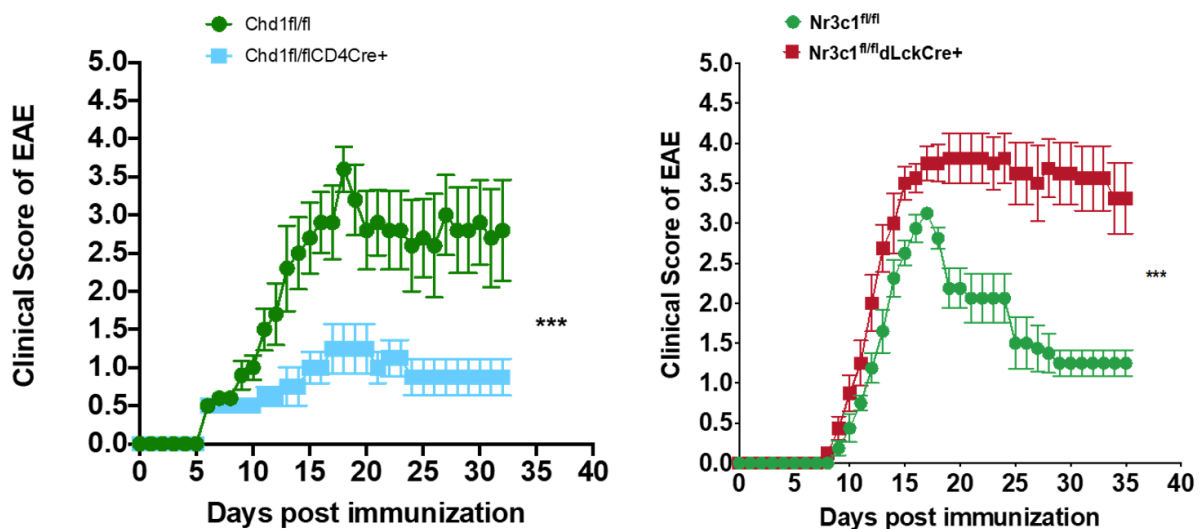 Chd1fl/fl
Chd1fl/flCD4Cre+
5.0
4.5
4.0
3.5
3.0
2.5
2.0
1.5
1.0
0.5
0.0
Clinical Score of EAE
***
0 5 10 15 20 25 30 35 40
Days post immunization
Nr3c1fl/fl
Nr3c1fl/fldLckCre+
5.0
4.5
4.0
3.5
3.0
2.5
2.0
1.5
1.0
0.5
0.0
Clinical Score of EAE
***
0 5 10 15 20 25 30 35 40
Days post immunization